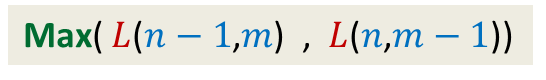 Max( L(n − 1,m) , L(n,m − 1))